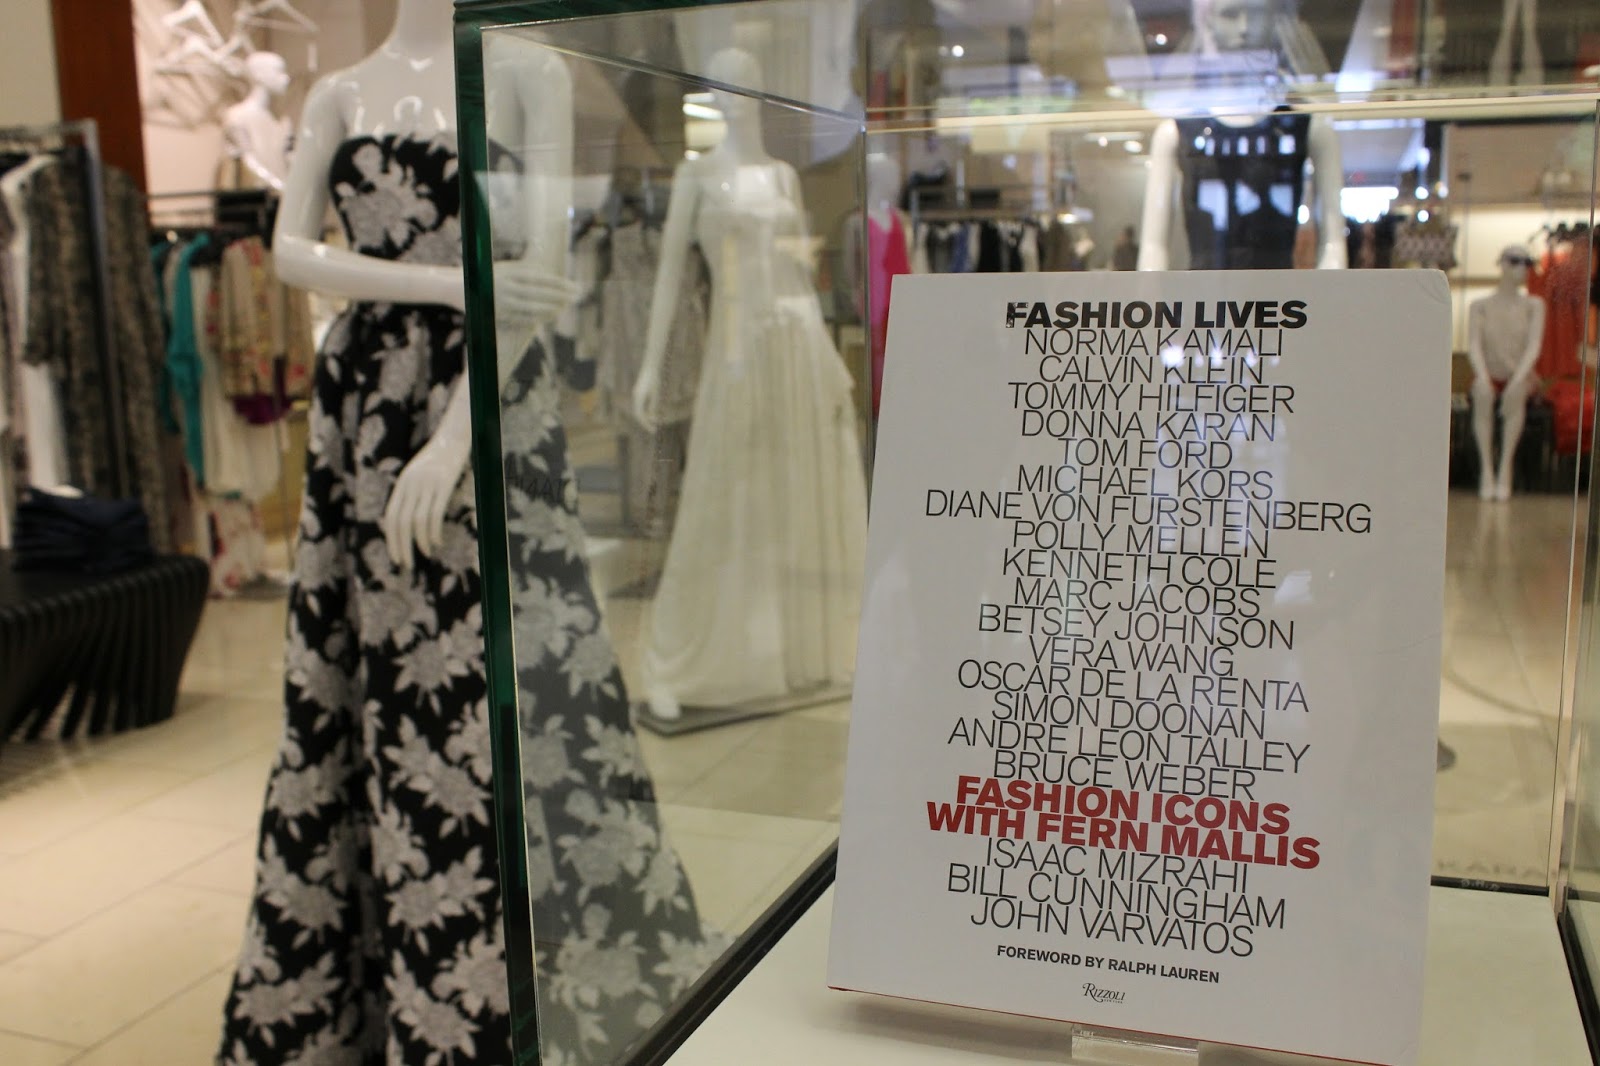 FASHION LIVES
NORMA KAMALI
CALVIN KLEIN
TOMMY HILFIGER
DONNA KARAN
TOM FORD
MICHAEL KORS
DIANE VON FURSTENBERG
POLLY MELLEN
KENNETH COLE
MARC JACOBS
BETSEY JOHNSON
VERA WANG
OSCAR DE LA RENTA
SIMON DOONAN
ANDRE LEON TALLEY
BRUCE WEBER
FASHION ICONS
WITH FERN MALLIS
ISAAC MIZRAHI
BILL CUNNINGHAM
JOHN VARVATOS
FOREWORD BY RALPH LAUREN
RIZZOLI